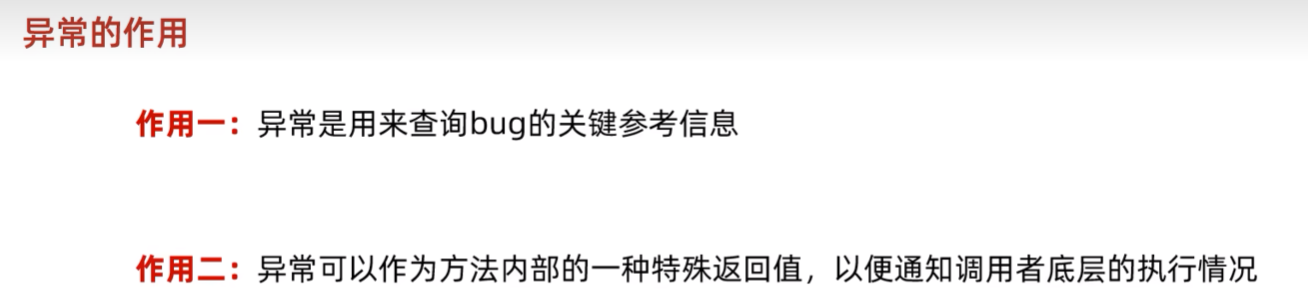 异常的作用
作用一：异常是用来查询bug的关键参考信息
作用二：异常可以作为方法内部的一种特殊返回值，以便通知调用者底层的执行情况